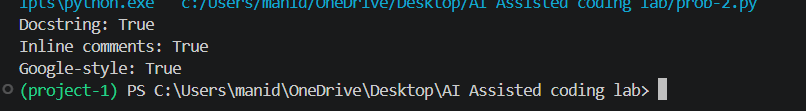 ipts\python.exe" "c:/Users/manid/OneDrive/Desktop/AI Assisted coding lab/prob-2.py"
Docstring: True
Inline comments: True
Google-style: True
(project-1) PS C:\Users\manid\OneDrive\Desktop\AI Assisted coding lab>